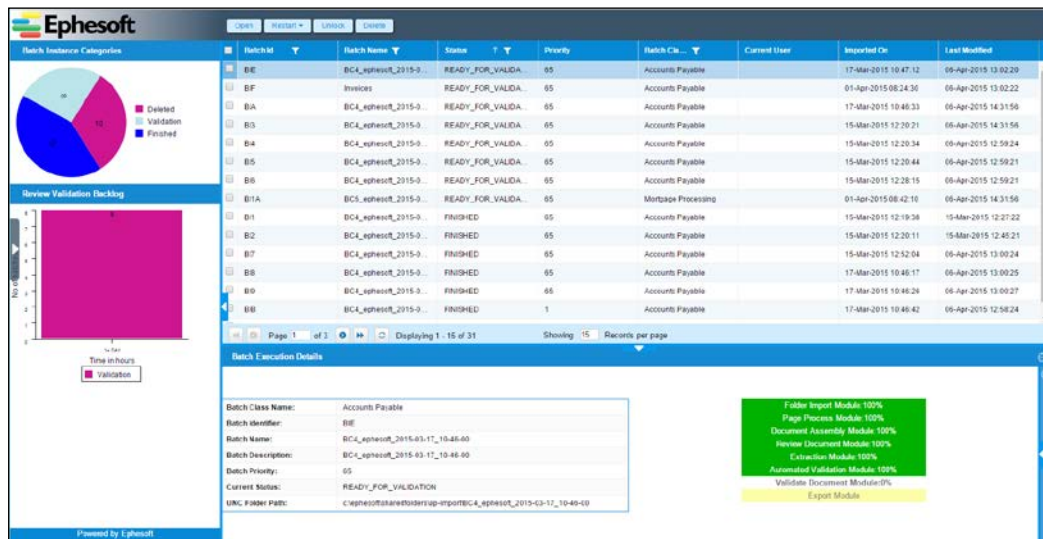 Ephesoft
Open Restart Unlock Delete
Batch Instance Categories
Deleted
Validation
Finished
Review Validation Backlog
Time in hours
Validation
Powered by Ephesoft
Batch Id Batch Name Status Priority Batch Cla... Current User Imported On Last Modified
BIE BC4_ephesoft_2015-0... READY_FOR_VALIDA... 65 Accounts Payable 17-Mar-2015 10:47:12 06-Apr-2015 13:02:20
BIF Invoices READY_FOR_VALIDA... 65 Accounts Payable 01-Apr-2015 08:24:30 06-Apr-2015 13:02:22
BIA BC4_ephesoft_2015-0... READY_FOR_VALIDA... 65 Accounts Payable 17-Mar-2015 10:46:33 06-Apr-2015 14:31:56
BI3 BC4_ephesoft_2015-0... READY_FOR_VALIDA... 65 Accounts Payable 15-Mar-2015 12:20:21 06-Apr-2015 14:31:56
BI4 BC4_ephesoft_2015-0... READY_FOR_VALIDA... 65 Accounts Payable 15-Mar-2015 12:20:34 06-Apr-2015 12:59:24
BI5 BC4_ephesoft_2015-0... READY_FOR_VALIDA... 65 Accounts Payable 15-Mar-2015 12:20:44 06-Apr-2015 12:59:21
BI6 BC4_ephesoft_2015-0... READY_FOR_VALIDA... 65 Accounts Payable 15-Mar-2015 12:28:15 06-Apr-2015 12:59:21
BI1A BC5_ephesoft_2015-0... READY_FOR_VALIDA... 65 Mortgage Processing 01-Apr-2015 08:42:10 06-Apr-2015 14:31:56
BI1 BC4_ephesoft_2015-0... FINISHED 65 Accounts Payable 15-Mar-2015 12:19:38 15-Mar-2015 12:27:22
BI2 BC4_ephesoft_2015-0... FINISHED 65 Accounts Payable 15-Mar-2015 12:20:11 15-Mar-2015 12:46:21
BI7 BC4_ephesoft_2015-0... FINISHED 65 Accounts Payable 15-Mar-2015 12:52:04 06-Apr-2015 13:00:24
BI8 BC4_ephesoft_2015-0... FINISHED 65 Accounts Payable 17-Mar-2015 10:46:17 06-Apr-2015 13:00:25
BI9 BC4_ephesoft_2015-0... FINISHED 65 Accounts Payable 17-Mar-2015 10:46:26 06-Apr-2015 13:00:27
BIB BC4_ephesoft_2015-0... FINISHED 1 Accounts Payable 17-Mar-2015 10:46:42 06-Apr-2015 12:58:24
Page 1 of 3 Displaying 1 - 15 of 31 Showing 15 Records per page
Batch Execution Details
Batch Class Name: Accounts Payable
Batch Identifier: BIE
Batch Name: BC4_ephesoft_2015-03-17_10-46-00
Batch Description: BC4_ephesoft_2015-03-17_10-46-00
Batch Priority: 65
Current Status: READY_FOR_VALIDATION
UNC Folder Path: c:\ephesoft\sharedfolders\up-import\BC4_ephesoft_2015-03-17_10-46-00
Folder Import Module:100%
Page Process Module:100%
Document Assembly Module:100%
Review Document Module:100%
Extraction Module:100%
Automated Validation Module:100%
Validate Document Module:0%
Export Module